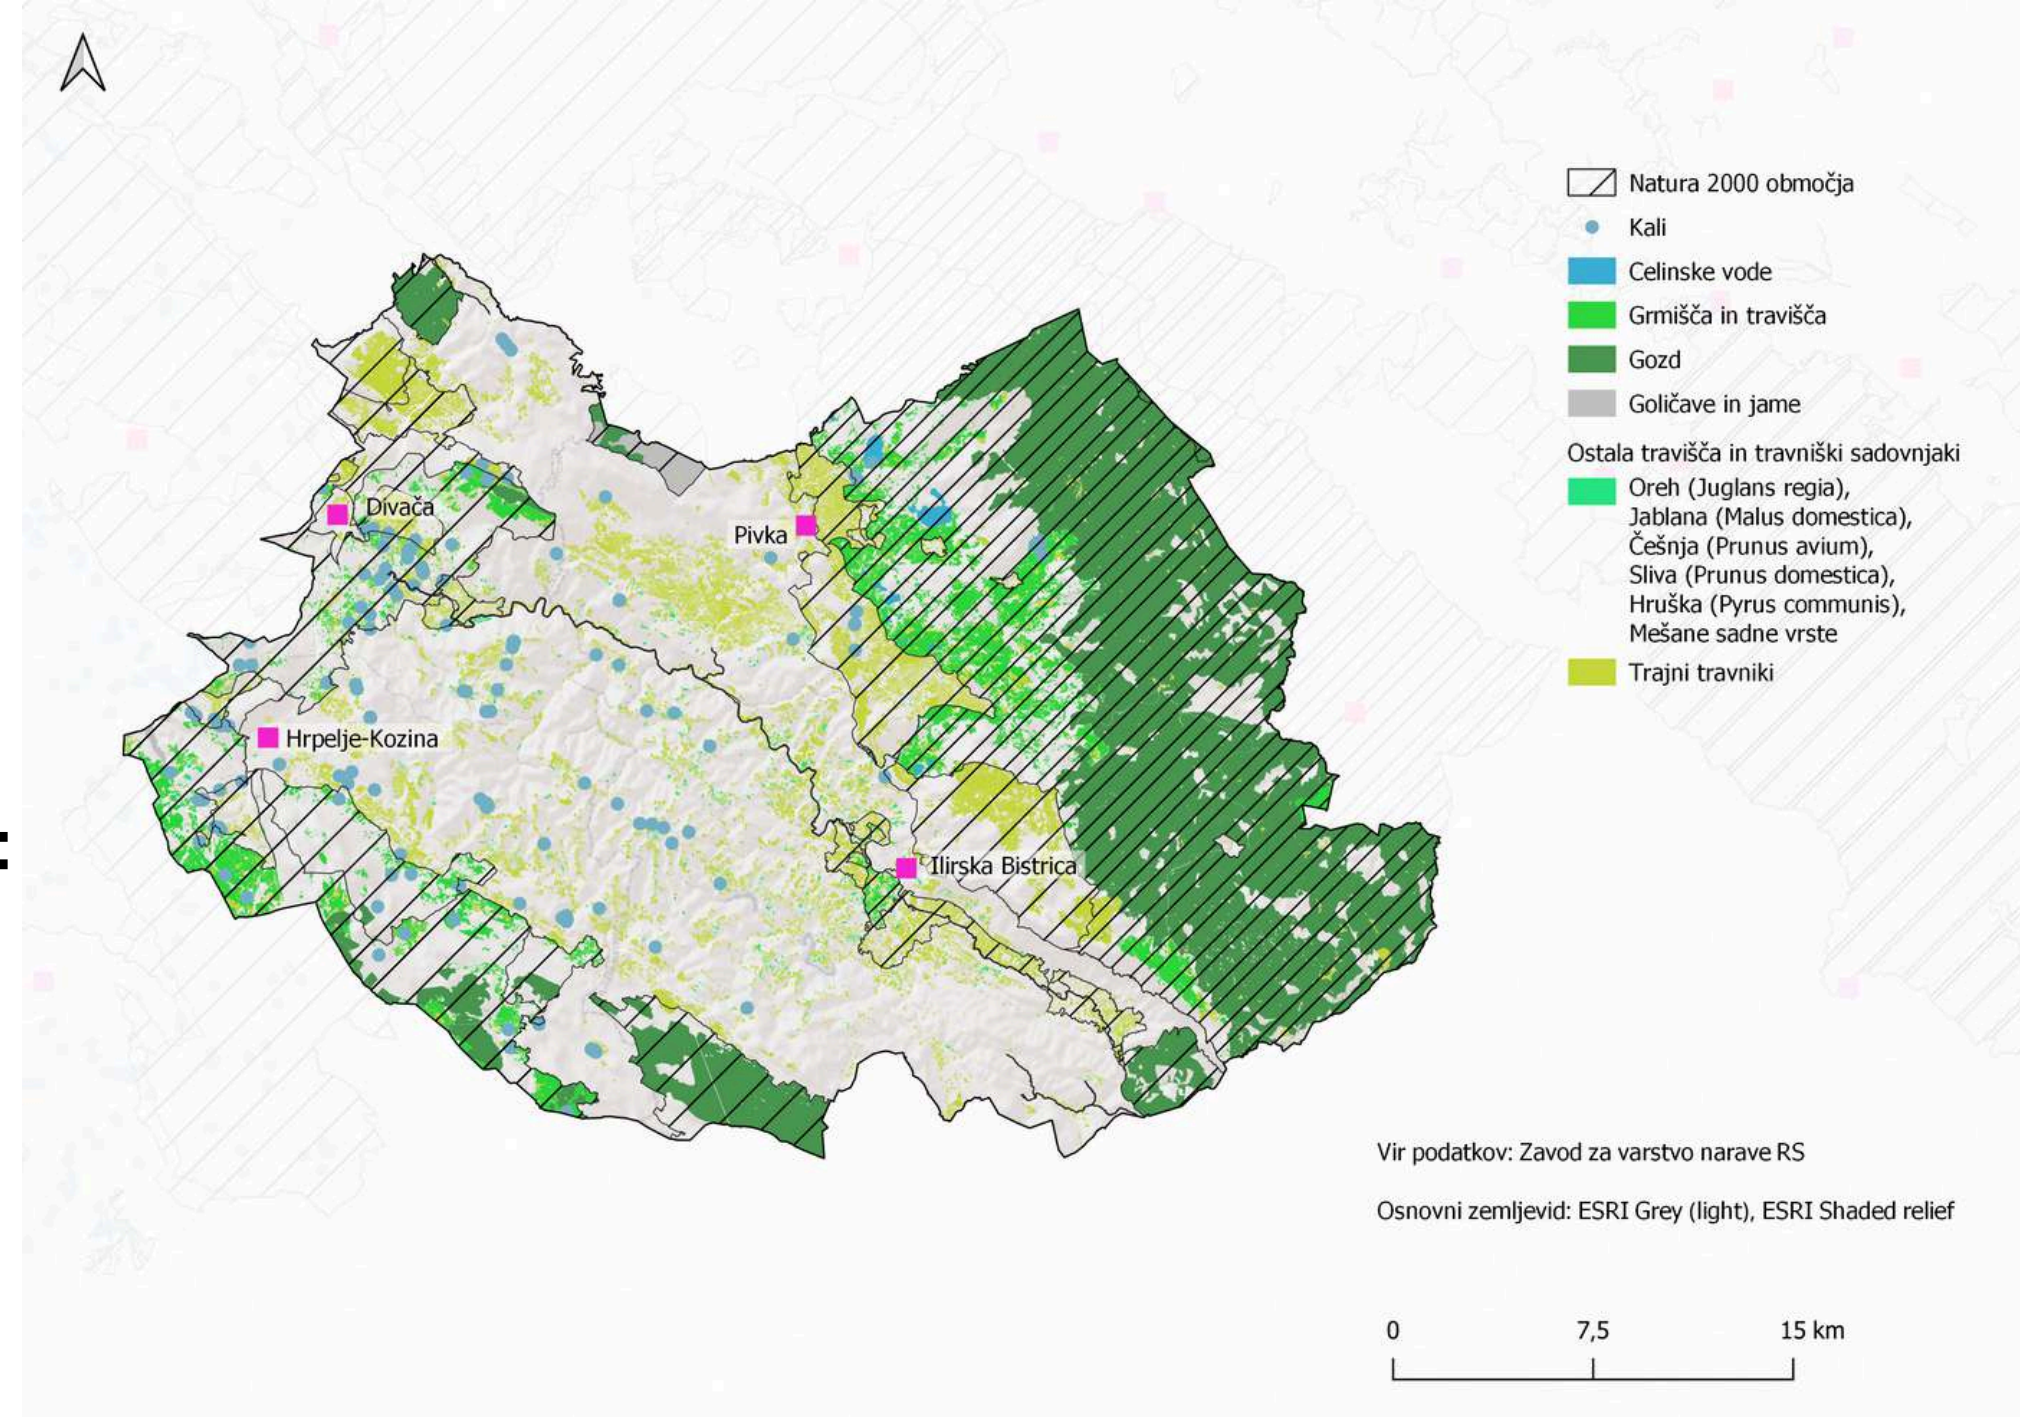 Natura 2000 območja
Kali
Celinske vode
Grmišča in travišča
Gozd
Goličave in jame
Ostala travišča in travniški sadovnjaki
Oreh (Juglans regia),
Jablana (Malus domestica),
Češnja (Prunus avium),
Sliva (Prunus domestica),
Hruška (Pyrus communis),
Mešane sadne vrste
Trajni travniki
Divača
Pivka
Hrpelje-Kozina
:
Ilirska Bistrica
Vir podatkov: Zavod za varstvo narave RS
Osnovni zemljevid: ESRI Grey (light), ESRI Shaded relief
0 7,5 15 km